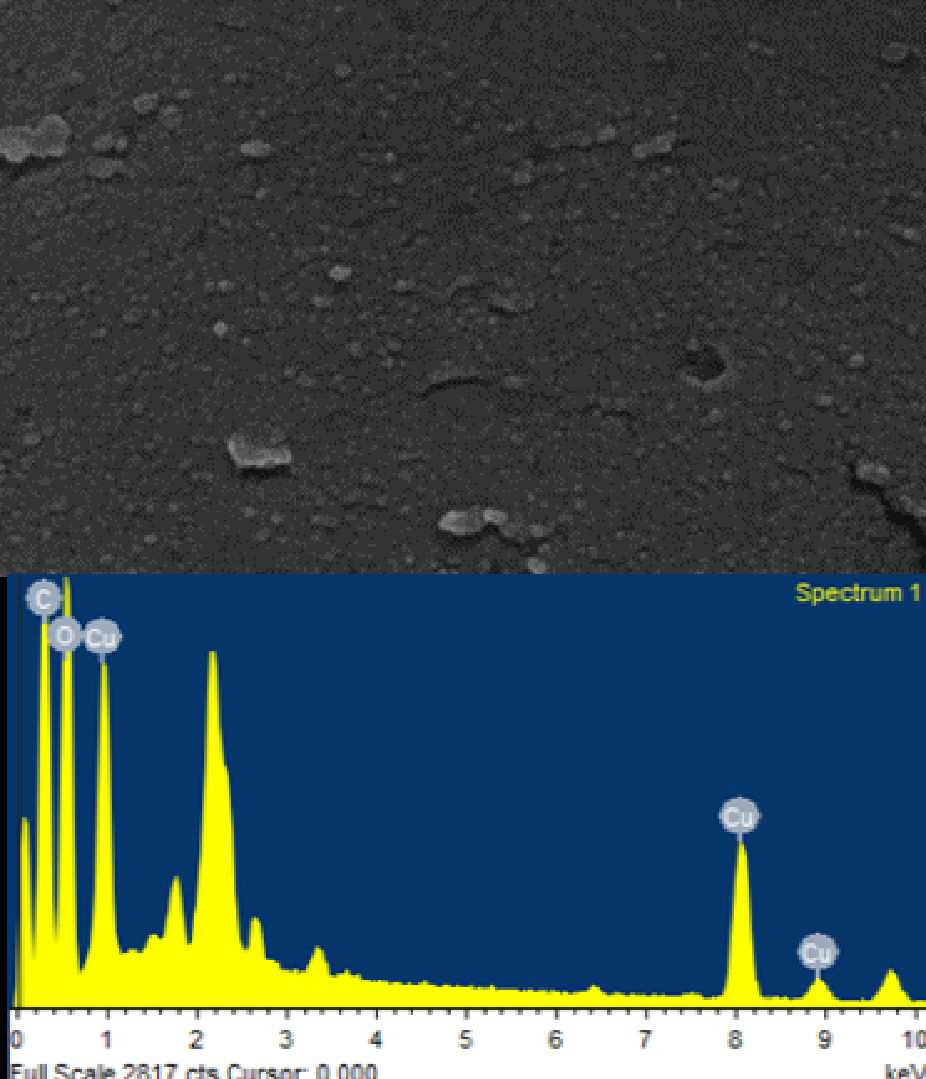 Spectrum 1
C
O Cu
Cu
Cu
0 1 2 3 4 5 6 7 8 9 10
Full Scale 2817 cts Cursor: 0.000 keV